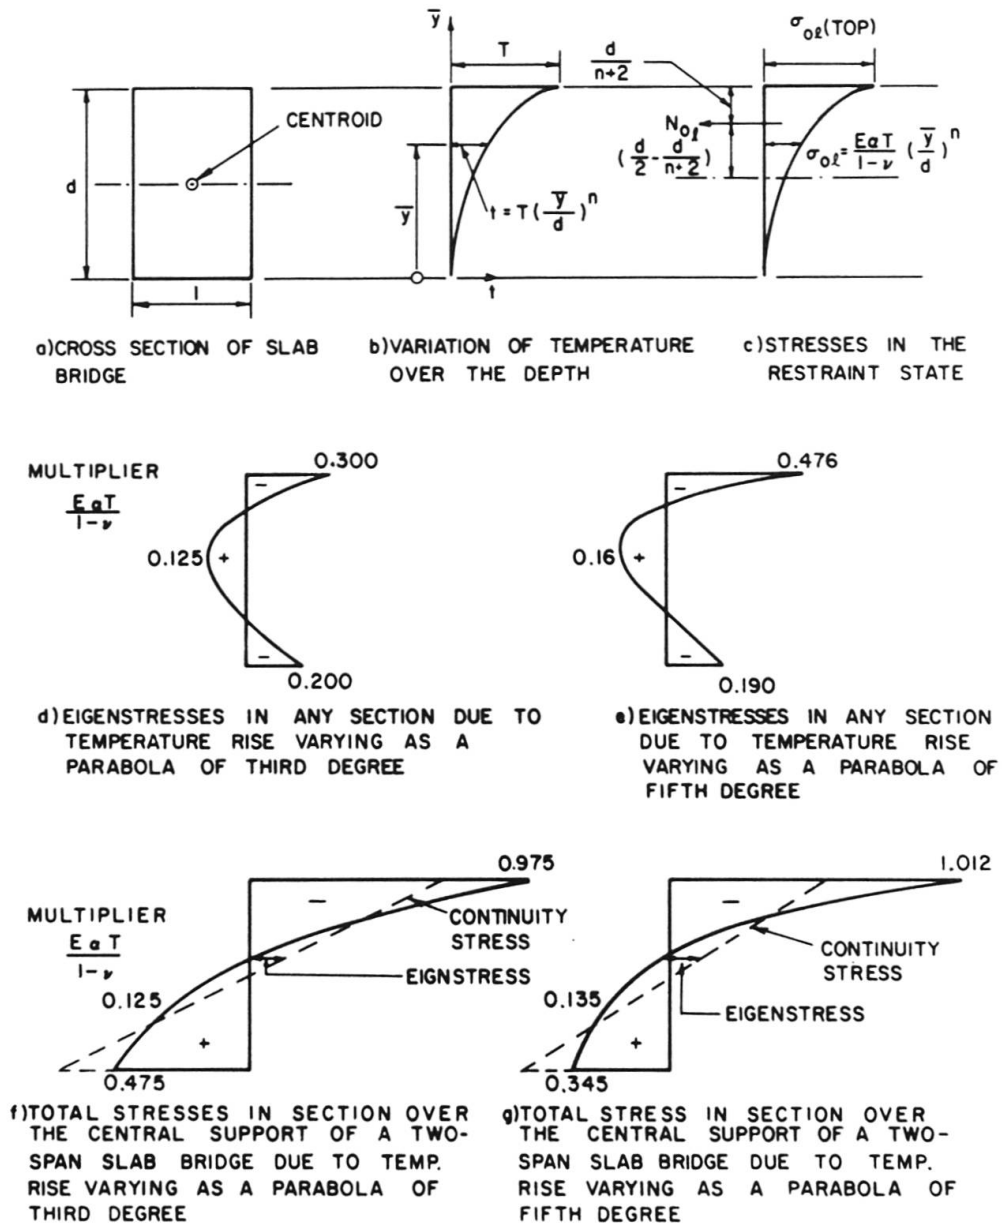 ȳ
T
d/(n+2)
σ₀ℓ(TOP)
CENTROID
d
ȳ
N₀ℓ
(d/2 - d/(n+2))
σ₀ℓ = EαT/(1-ν) (ȳ/d)ⁿ
t = T(ȳ/d)ⁿ
t
1
a)CROSS SECTION OF SLAB
BRIDGE
b)VARIATION OF TEMPERATURE
OVER THE DEPTH
c)STRESSES IN THE
RESTRAINT STATE
MULTIPLIER
EαT/(1-ν)
0.300
-
0.125
+
-
0.200
0.476
-
0.16
+
-
0.190
d)EIGENSTRESSES IN ANY SECTION DUE TO
TEMPERATURE RISE VARYING AS A
PARABOLA OF THIRD DEGREE
e)EIGENSTRESSES IN ANY SECTION
DUE TO TEMPERATURE RISE
VARYING AS A PARABOLA OF
FIFTH DEGREE
MULTIPLIER
EαT/(1-ν)
0.975
-
CONTINUITY
STRESS
EIGNSTRESS
0.125
+
0.475
1.012
-
CONTINUITY
STRESS
0.135
EIGENSTRESS
+
0.345
f)TOTAL STRESSES IN SECTION OVER
THE CENTRAL SUPPORT OF A TWO-
SPAN SLAB BRIDGE DUE TO TEMP.
RISE VARYING AS A PARABOLA OF
THIRD DEGREE
g)TOTAL STRESS IN SECTION OVER
THE CENTRAL SUPPORT OF A TWO-
SPAN SLAB BRIDGE DUE TO TEMP.
RISE VARYING AS A PARABOLA OF
FIFTH DEGREE